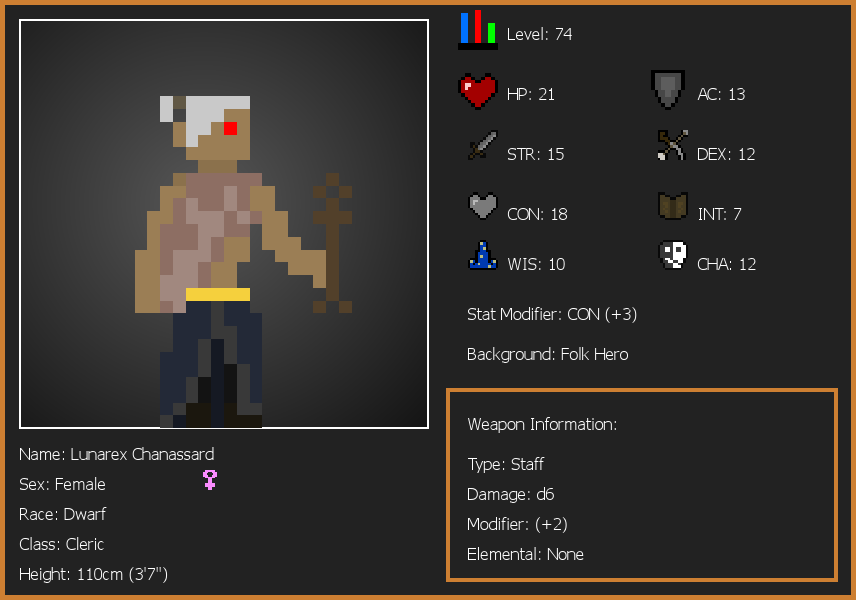 Level: 74
HP: 21
AC: 13
STR: 15
DEX: 12
CON: 18
INT: 7
WIS: 10
CHA: 12
Stat Modifier: CON (+3)
Background: Folk Hero
Weapon Information:
Type: Staff
Damage: d6
Modifier: (+2)
Elemental: None
Name: Lunarex Chanassard
Sex: Female
Race: Dwarf
Class: Cleric
Height: 110cm (3'7")